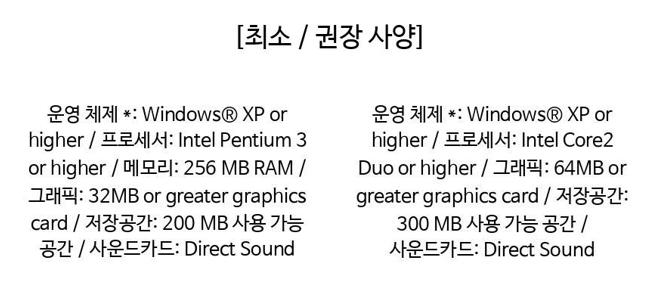 [최소 / 권장 사양]
운영 체제 *: Windows® XP or
higher / 프로세서: Intel Pentium 3
or higher / 메모리: 256 MB RAM /
그래픽: 32MB or greater graphics
card / 저장공간: 200 MB 사용 가능
공간 / 사운드카드: Direct Sound
운영 체제 *: Windows® XP or
higher / 프로세서: Intel Core2
Duo or higher / 그래픽: 64MB or
greater graphics card / 저장공간:
300 MB 사용 가능 공간 /
사운드카드: Direct Sound